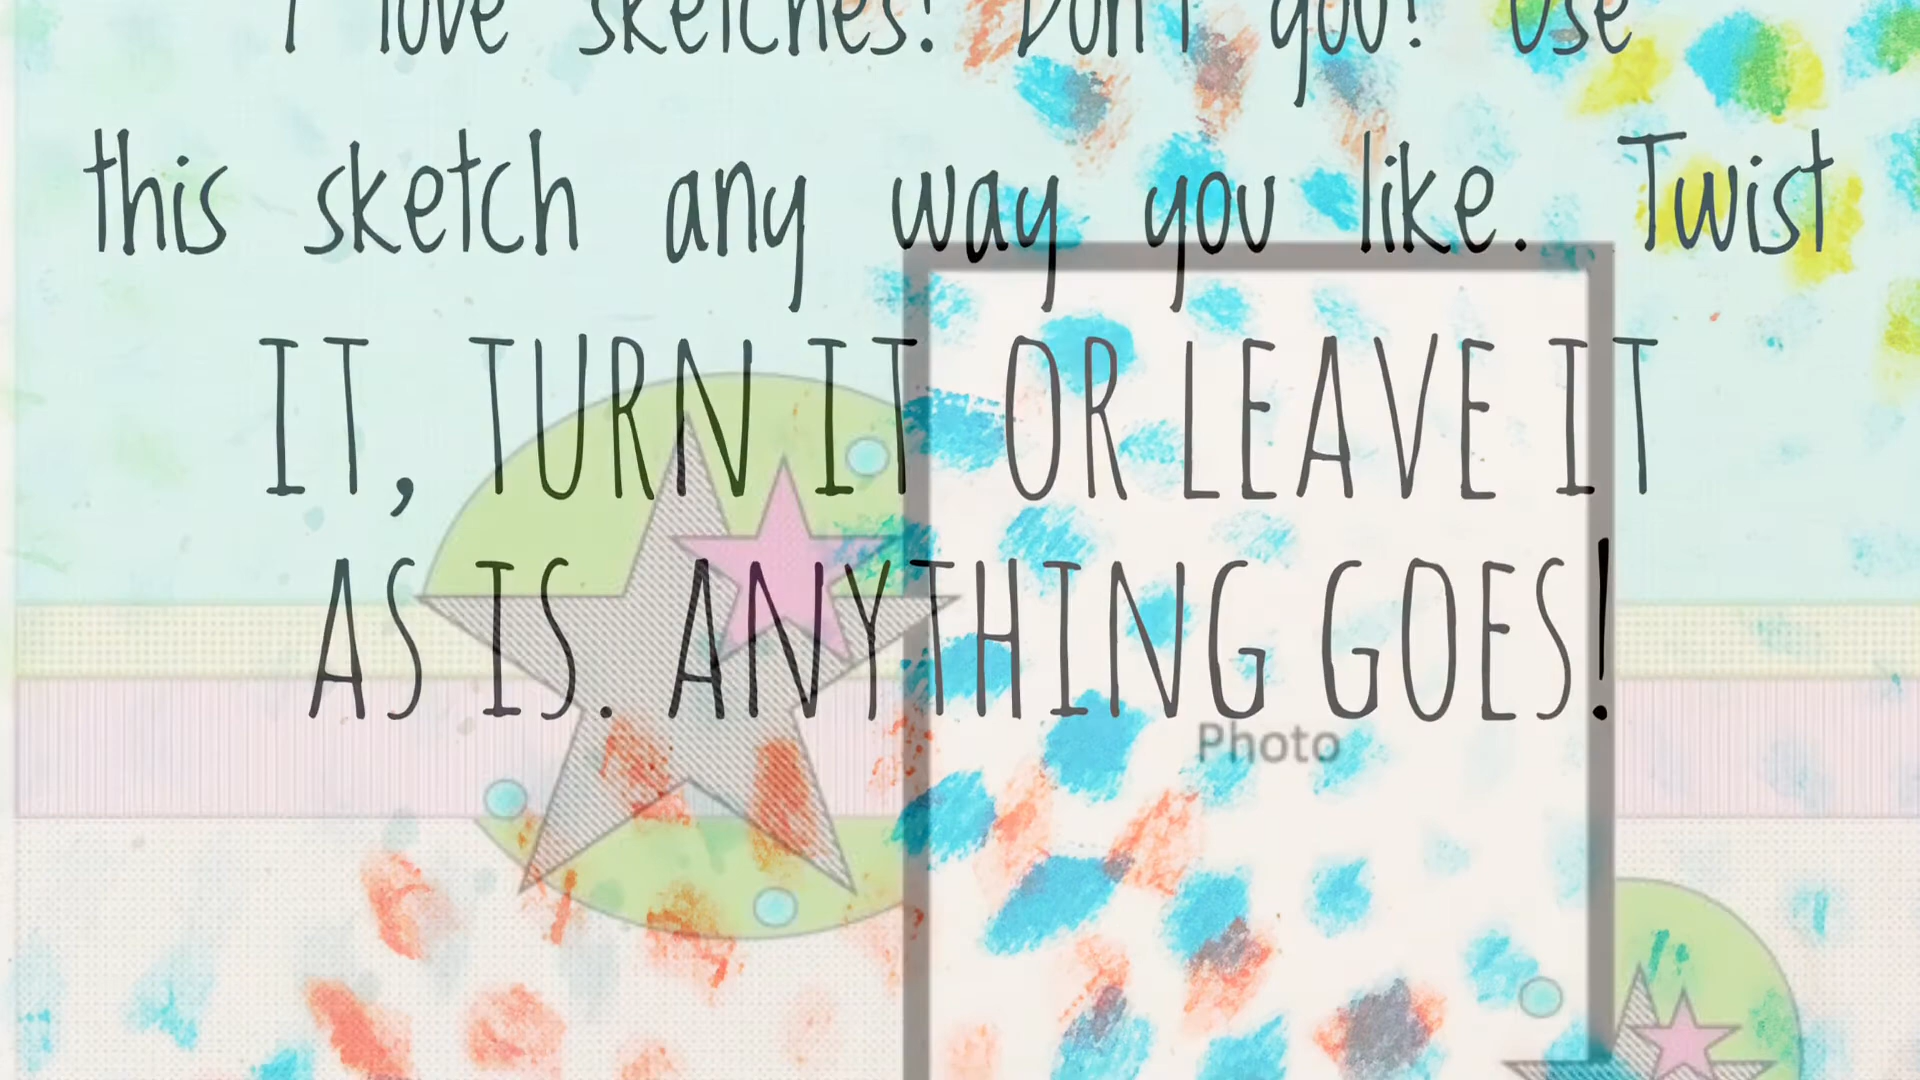 I love sketches! Don't you? Use
this sketch any way you like. Twist
IT, TURN IT OR LEAVE IT
AS IS. ANYTHING GOES!
Photo